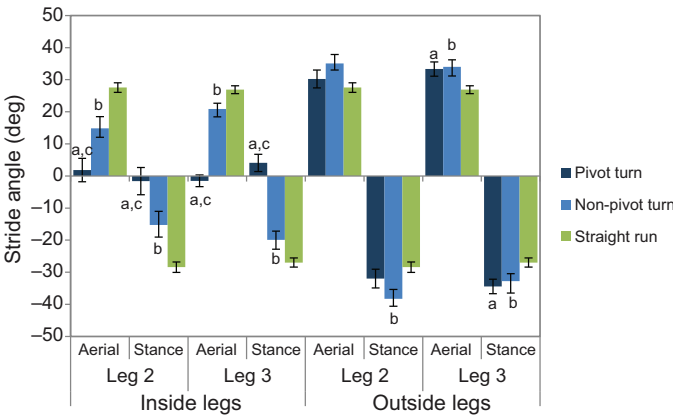 50
40
30
20
10
0
–10
–20
–30
–40
–50
Stride angle (deg)
a,c
b
a,c
b
a,c
b
a,c
b
b
a
b
a
b
Pivot turn
Non-pivot turn
Straight run
Aerial Stance Aerial Stance Aerial Stance Aerial Stance
Leg 2 Leg 3 Leg 2 Leg 3
Inside legs Outside legs